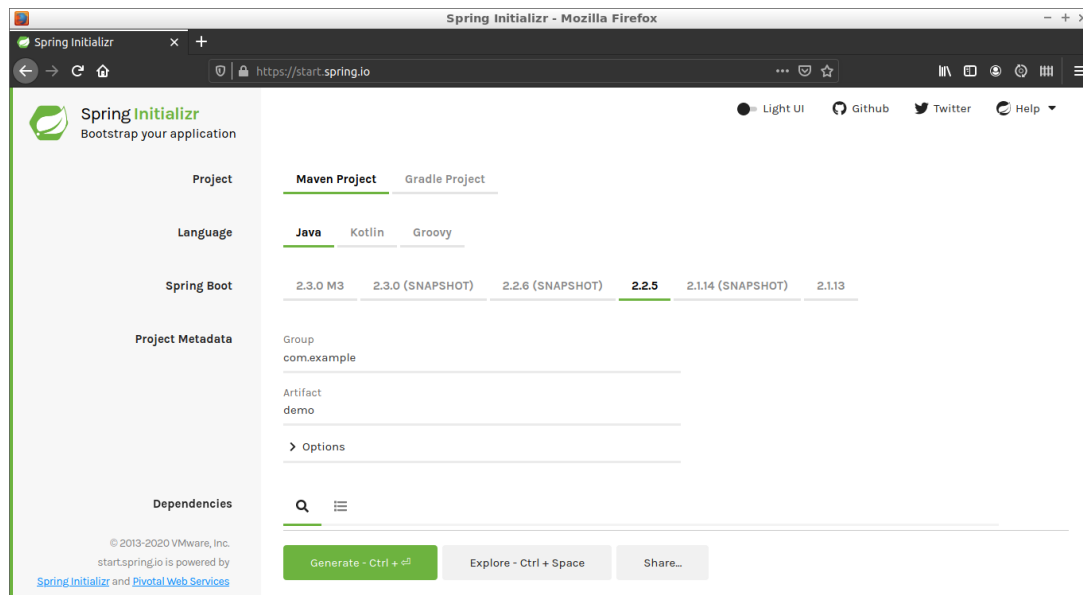 Spring Initializr - Mozilla Firefox
Spring Initializr
https://start.spring.io
Spring Initializr
Bootstrap your application
Light UI Github Twitter Help
Project
Maven Project Gradle Project
Language
Java Kotlin Groovy
Spring Boot
2.3.0 M3 2.3.0 (SNAPSHOT) 2.2.6 (SNAPSHOT) 2.2.5 2.1.14 (SNAPSHOT) 2.1.13
Project Metadata
Group
com.example
Artifact
demo
Options
Dependencies
© 2013-2020 VMware, Inc.
start.spring.io is powered by
Spring Initializr and Pivotal Web Services
Generate - Ctrl + ⏎ Explore - Ctrl + Space Share...